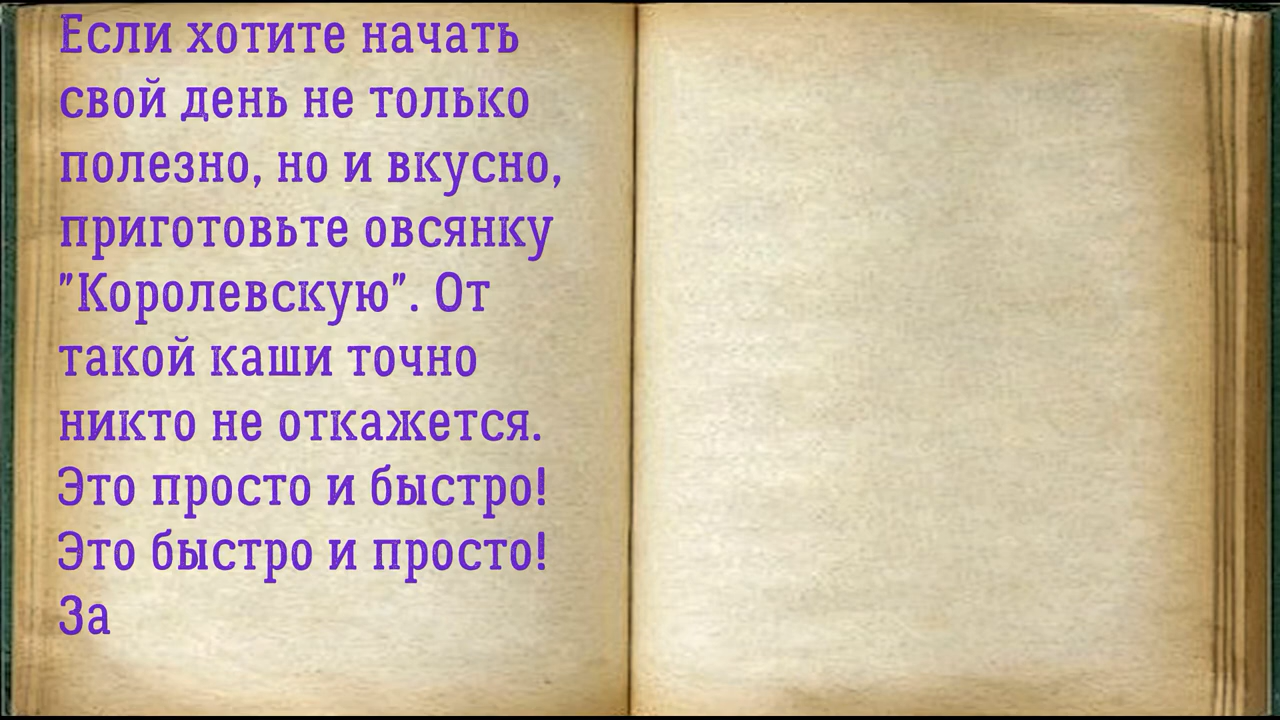 Если хотите начать
свой день не только
полезно, но и вкусно,
приготовьте овсянку
"Королевскую". От
такой каши точно
никто не откажется.
Это просто и быстро!
Это быстро и просто!
За